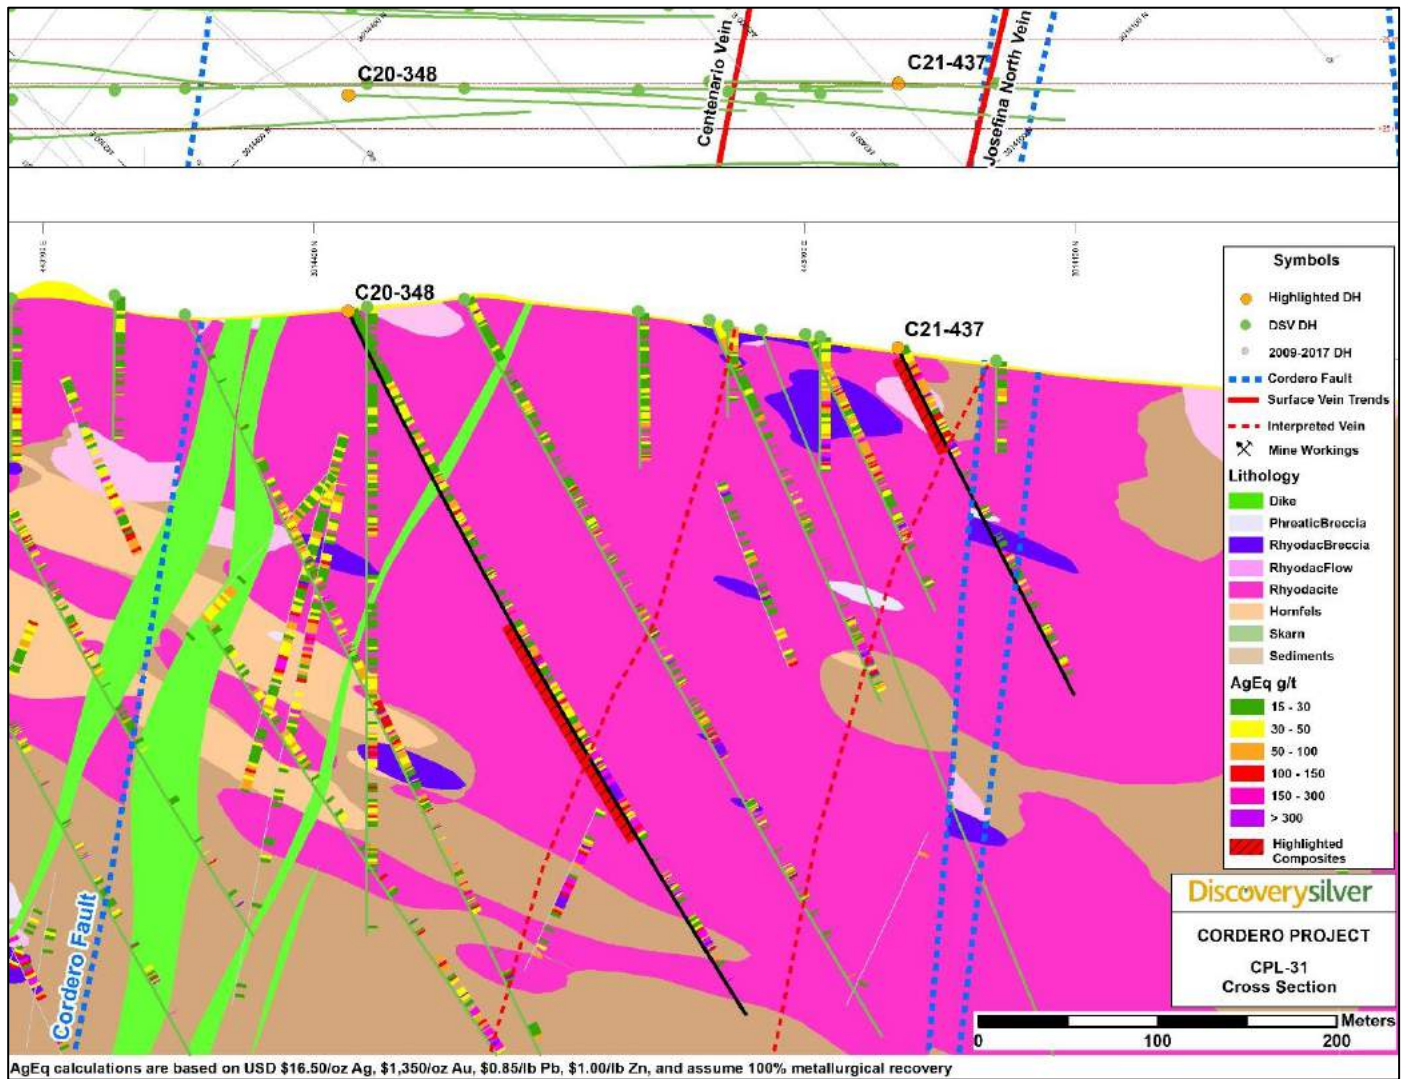 C20-348
Centenario Vein
C21-437
Josefina North Vein
C20-348
C21-437
Cordero Fault
Symbols
Highlighted DH
DSV DH
2009-2017 DH
Cordero Fault
Surface Vein Trends
Interpreted Vein
Mine Workings
Lithology
Dike
PhreaticBreccia
RhyodacBreccia
RhyodacFlow
Rhyodacite
Hornfels
Skarn
Sediments
AgEq g/t
15 - 30
30 - 50
50 - 100
100 - 150
150 - 300
> 300
Highlighted
Composites
Discoverysilver
CORDERO PROJECT
CPL-31
Cross Section
Meters
0 100 200
AgEq calculations are based on USD $16.50/oz Ag, $1,350/oz Au, $0.85/lb Pb, $1.00/lb Zn, and assume 100% metallurgical recovery